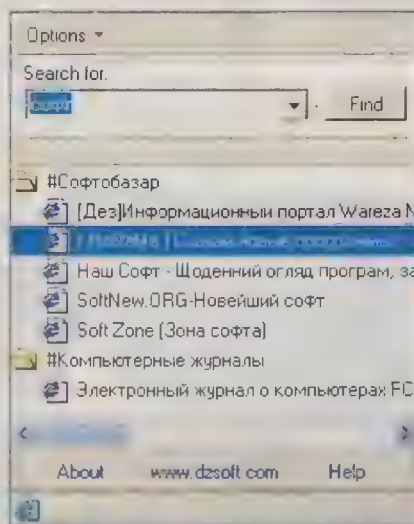 Options
Search for:
Find
#Софтобазар
[Дез]Информационный портал Wareza N
Наш Софт - Щоденний огляд програм, за
SoftNew.ORG-Новейший софт
Soft Zone [Зона софта]
#Компьютерные журналы
Электронный журнал о компьютерах FC
About www.dzsoft.com Help